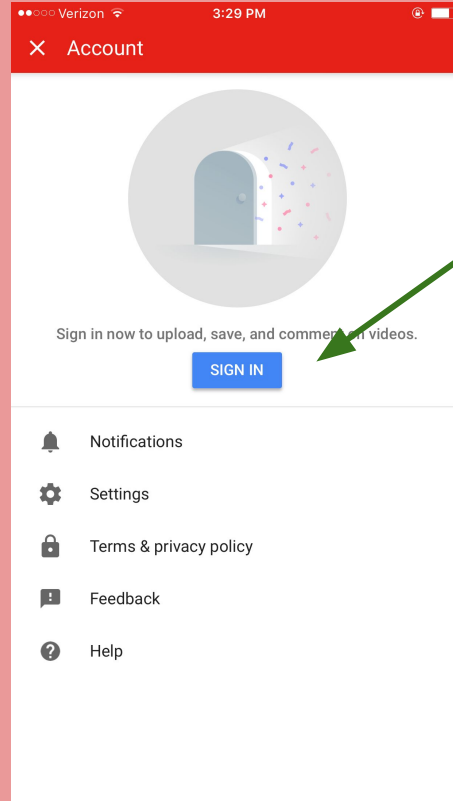 Verizon 3:29 PM
Account
Sign in now to upload, save, and comment on videos.
SIGN IN
Notifications
Settings
Terms & privacy policy
Feedback
Help